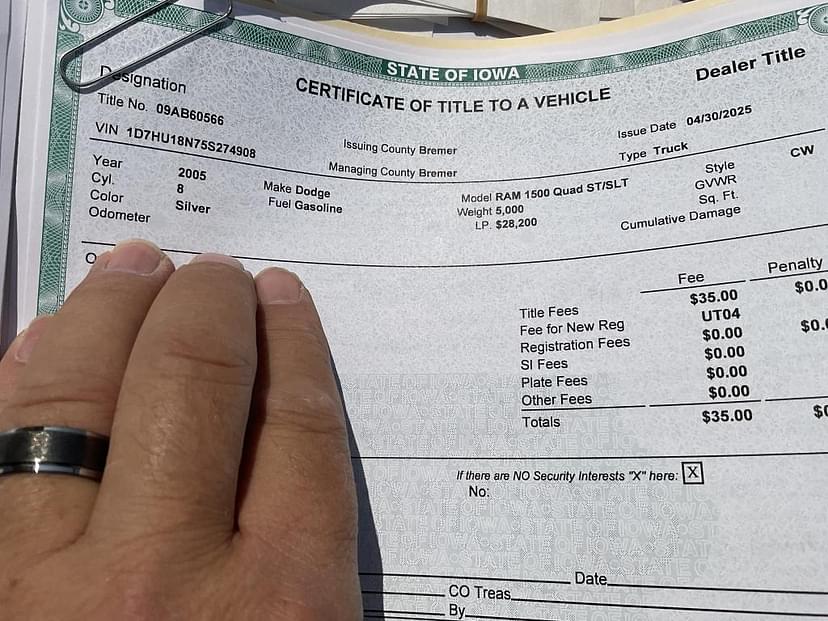 STATE OF IOWA
Designation
CERTIFICATE OF TITLE TO A VEHICLE
Dealer Title
Title No. 09AB60566
Issue Date 04/30/2025
VIN 1D7HU18N75S274908
Issuing County Bremer
Type Truck
Managing County Bremer
Year 2005
Make Dodge
Model RAM 1500 Quad ST/SLT
Style CW
Cyl. 8
Fuel Gasoline
Weight 5,000
GVWR
Color Silver
LP. $28,200
Sq. Ft.
Odometer
Cumulative Damage
Fee Penalty
Title Fees $35.00 $0.0
Fee for New Reg UT04
Registration Fees $0.00 $0.
SI Fees $0.00
Plate Fees $0.00
Other Fees $0.00
Totals $35.00 $
If there are NO Security Interests "X" here: X
No:
Date
CO Treas.
By